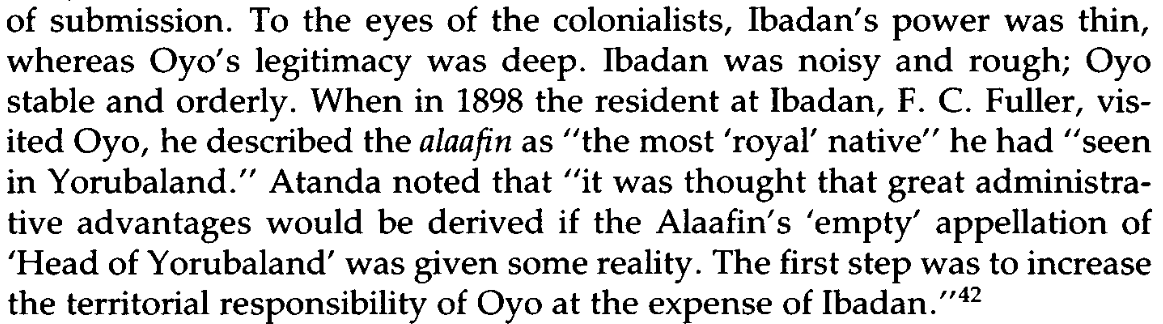 of submission. To the eyes of the colonialists, Ibadan's power was thin,
whereas Oyo's legitimacy was deep. Ibadan was noisy and rough; Oyo
stable and orderly. When in 1898 the resident at Ibadan, F. C. Fuller, vis-
ited Oyo, he described the alaafin as "the most 'royal' native" he had "seen
in Yorubaland." Atanda noted that "it was thought that great administra-
tive advantages would be derived if the Alaafin's 'empty' appellation of
'Head of Yorubaland' was given some reality. The first step was to increase
the territorial responsibility of Oyo at the expense of Ibadan."42